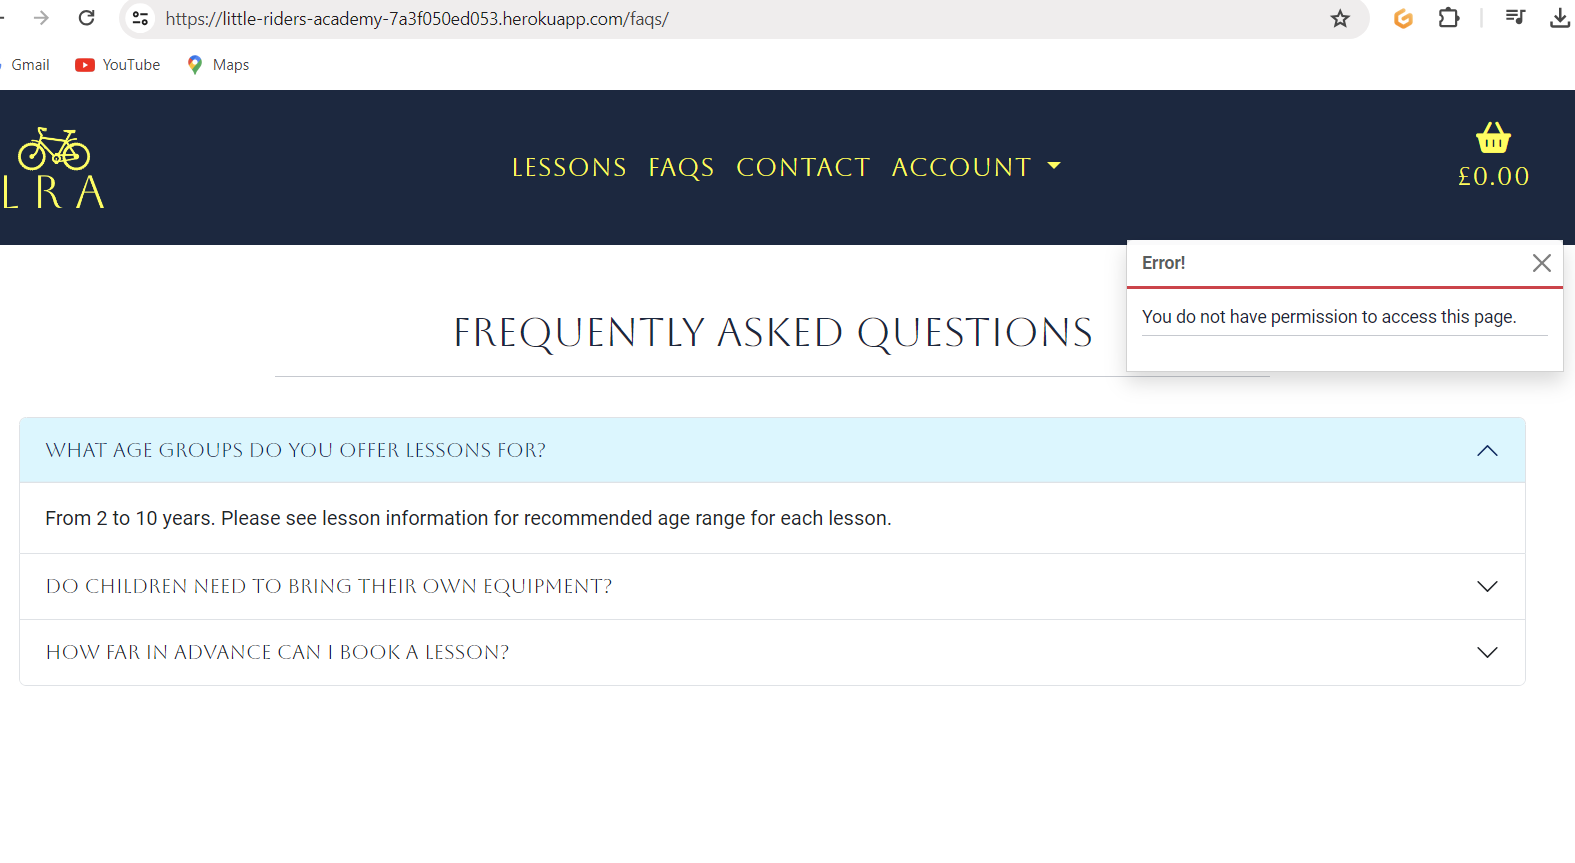 https://little-riders-academy-7a3f050ed053.herokuapp.com/faqs/
Gmail YouTube Maps
LRA
LESSONS FAQS CONTACT ACCOUNT
£0.00
Error!
You do not have permission to access this page.
FREQUENTLY ASKED QUESTIONS
WHAT AGE GROUPS DO YOU OFFER LESSONS FOR?
From 2 to 10 years. Please see lesson information for recommended age range for each lesson.
DO CHILDREN NEED TO BRING THEIR OWN EQUIPMENT?
HOW FAR IN ADVANCE CAN I BOOK A LESSON?